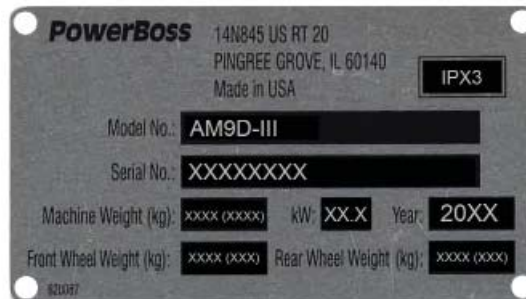 PowerBoss
14N845 US RT 20
PINGREE GROVE, IL 60140
Made in USA
IPX3
Model No.: AM9D-III
Serial No.: XXXXXXXX
Machine Weight (kg): XXXX (XXXX) kW: XX.X Year: 20XX
Front Wheel Weight (kg): XXXX (XXX) Rear Wheel Weight (kg): XXXX (XXX)